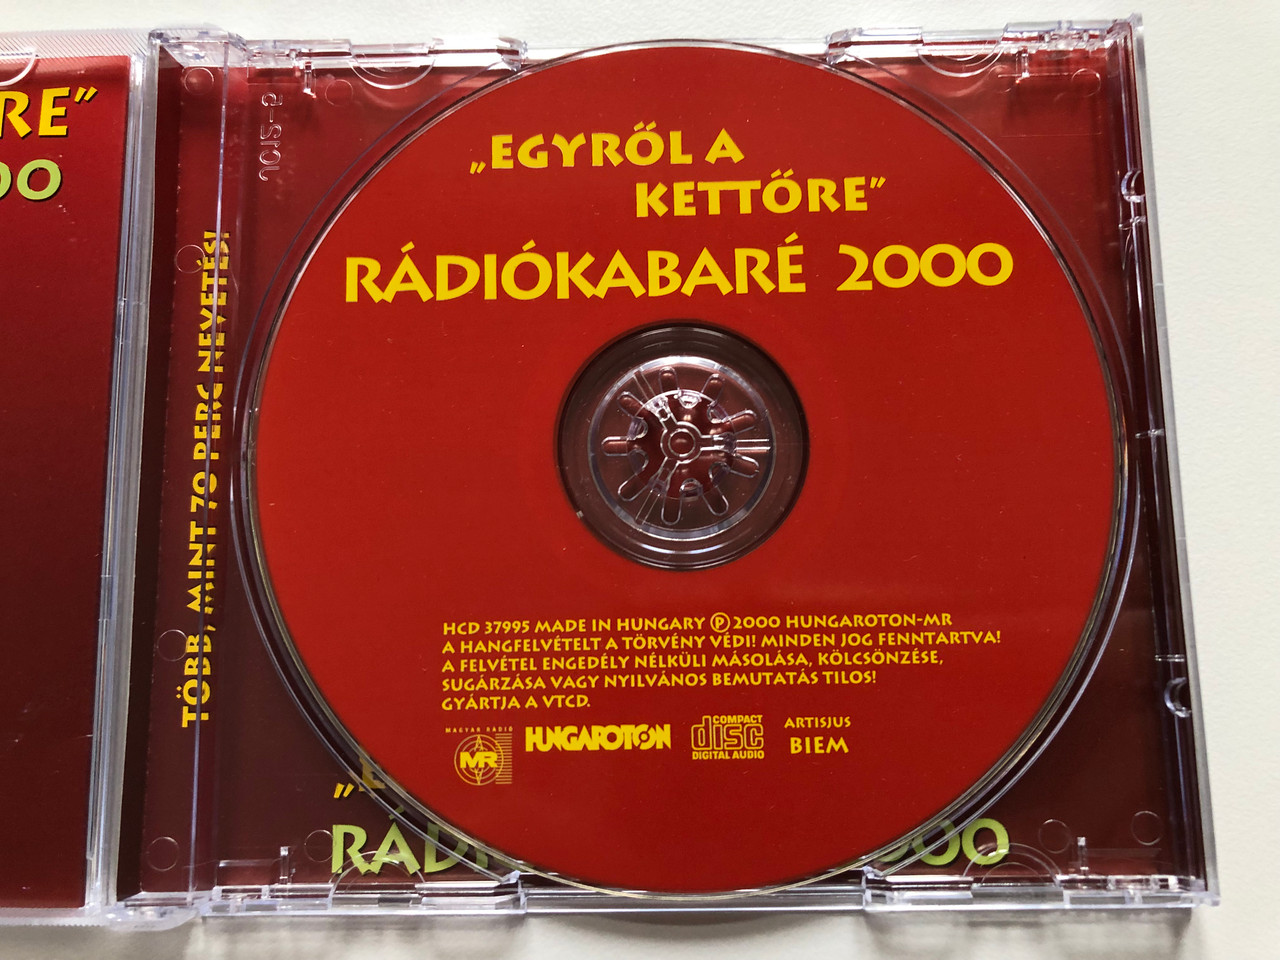 RE”
00
TÖBB, MINT 70 PERC NEVETÉS!
„EGYRŐL A
KETTŐRE”
RÁDIÓKABARÉ 2000
HCD 37995 MADE IN HUNGARY Ⓟ 2000 HUNGAROTON-MR
A HANGFELVÉTELT A TÖRVÉNY VÉDI! MINDEN JOG FENNTARTVA!
A FELVÉTEL ENGEDÉLY NÉLKÜLI MÁSOLÁSA, KÖLCSÖNZÉSE,
SUGÁRZÁSA VAGY NYILVÁNOS BEMUTATÁS TILOS!
GYÁRTJA A VTCD.
MAGYAR RÁDIÓ
MR
HUNGAROTON
COMPACT
disc
DIGITAL AUDIO
ARTISJUS
BIEM
„E
RÁDI 000